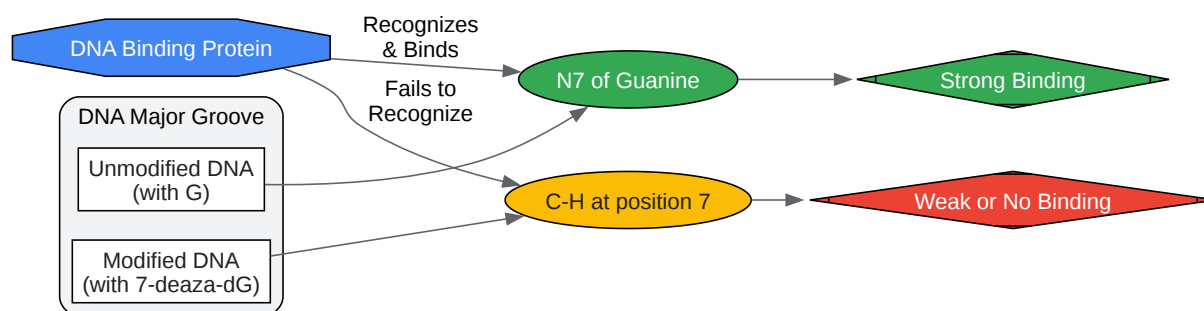 DNA Binding Protein
Recognizes
& Binds
Fails to
Recognize
DNA Major Groove
Unmodified DNA
(with G)
Modified DNA
(with 7-deaza-dG)
N7 of Guanine
C-H at position 7
Strong Binding
Weak or No Binding